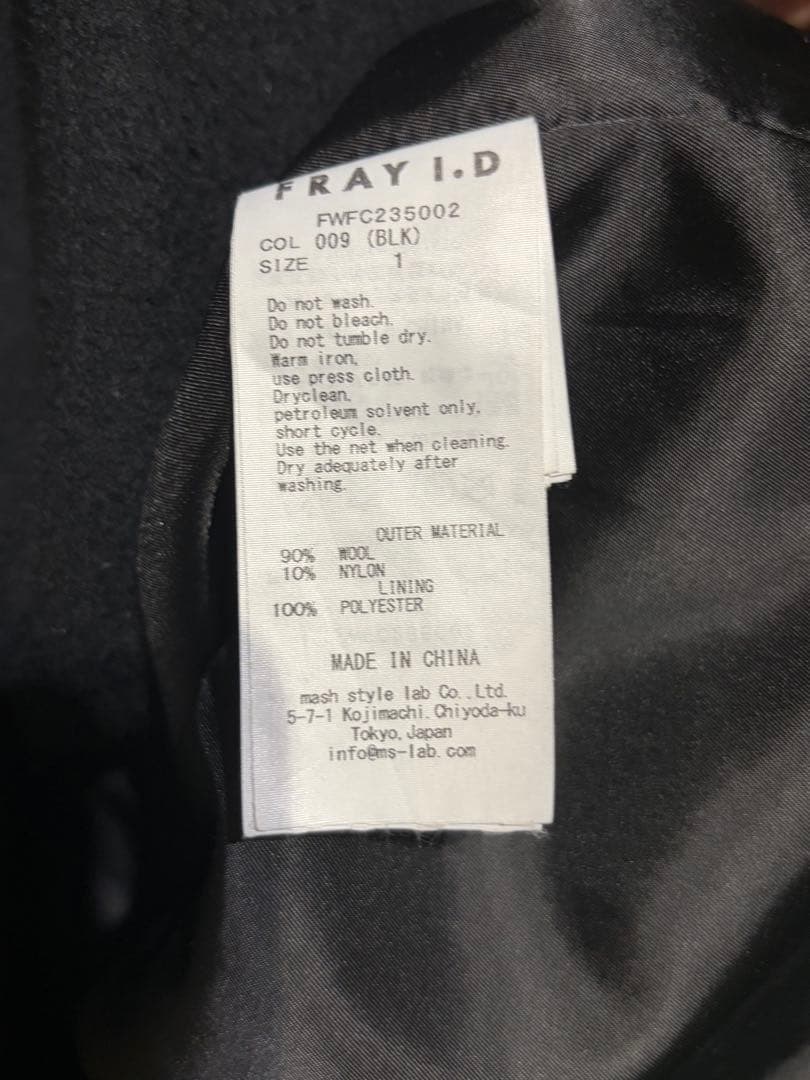 FRAY I.D
FWFC235002
COL 009 (BLK)
SIZE 1
Do not wash.
Do not bleach.
Do not tumble dry.
Warm iron,
use press cloth.
Dryclean,
petroleum solvent only,
short cycle.
Use the net when cleaning.
Dry adequately after
washing.
OUTER MATERIAL
90% WOOL
10% NYLON
LINING
100% POLYESTER
MADE IN CHINA
mash style lab Co.,Ltd.
5-7-1 Kojimachi, Chiyoda-ku
Tokyo, Japan
info@ms-lab.com